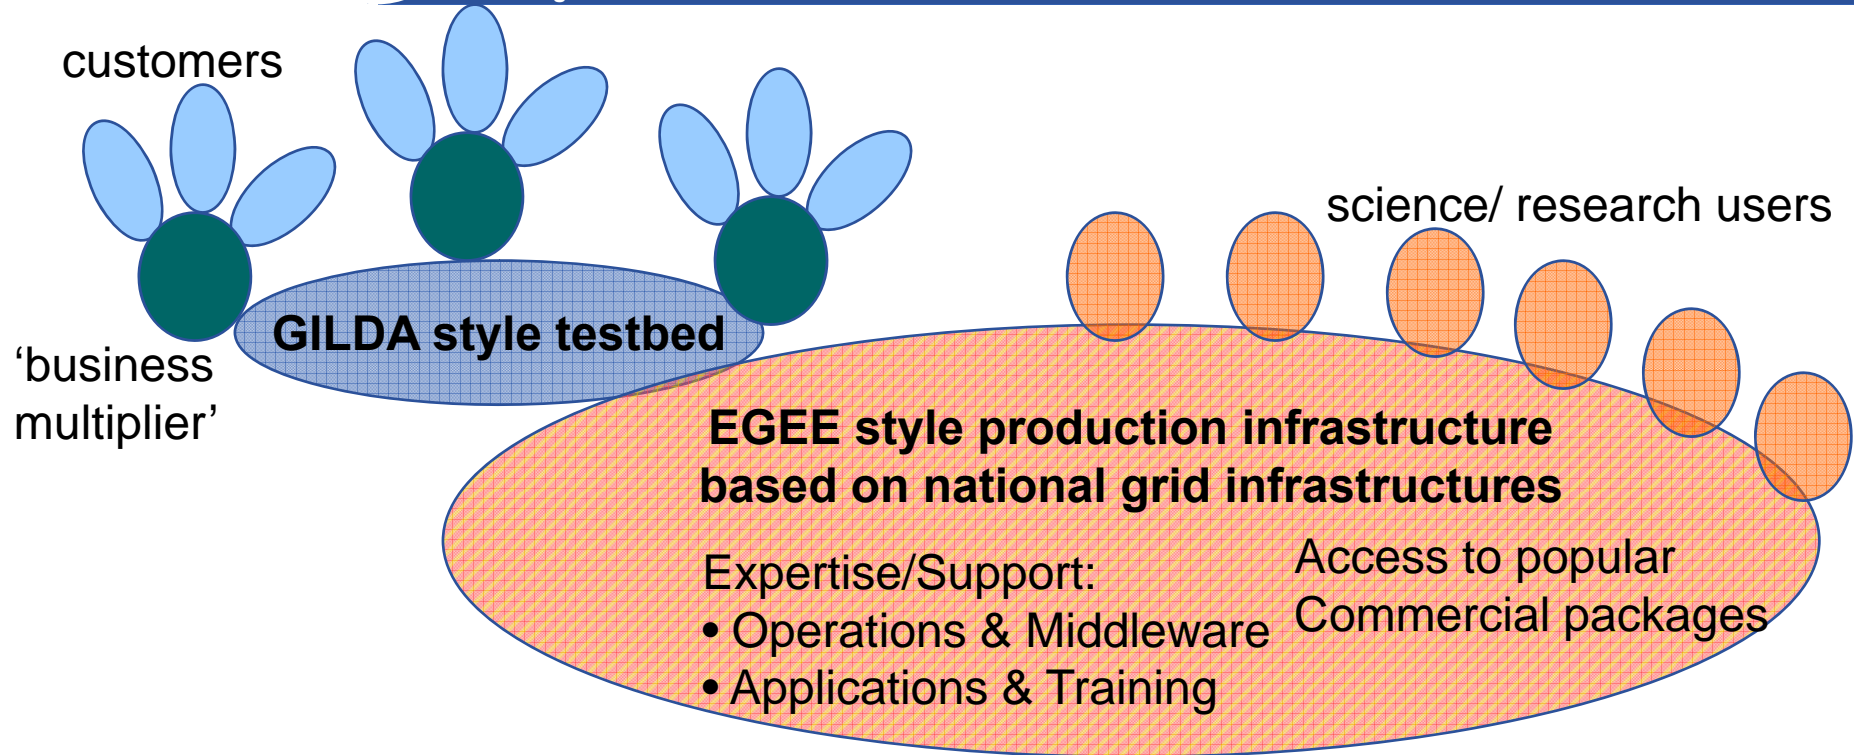 customers
science/ research users
GILDA style testbed
‘business
multiplier’
EGEE style production infrastructure
based on national grid infrastructures
Expertise/Support:
• Operations & Middleware
• Applications & Training
Access to popular
Commercial packages